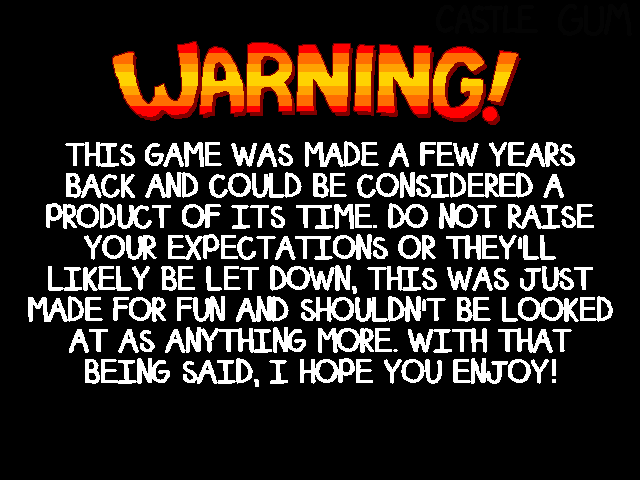 CASTLE GUM
WARNING!
THIS GAME WAS MADE A FEW YEARS
BACK AND COULD BE CONSIDERED A
PRODUCT OF ITS TIME. DO NOT RAISE
YOUR EXPECTATIONS OR THEY'LL
LIKELY BE LET DOWN, THIS WAS JUST
MADE FOR FUN AND SHOULDN'T BE LOOKED
AT AS ANYTHING MORE. WITH THAT
BEING SAID, I HOPE YOU ENJOY!